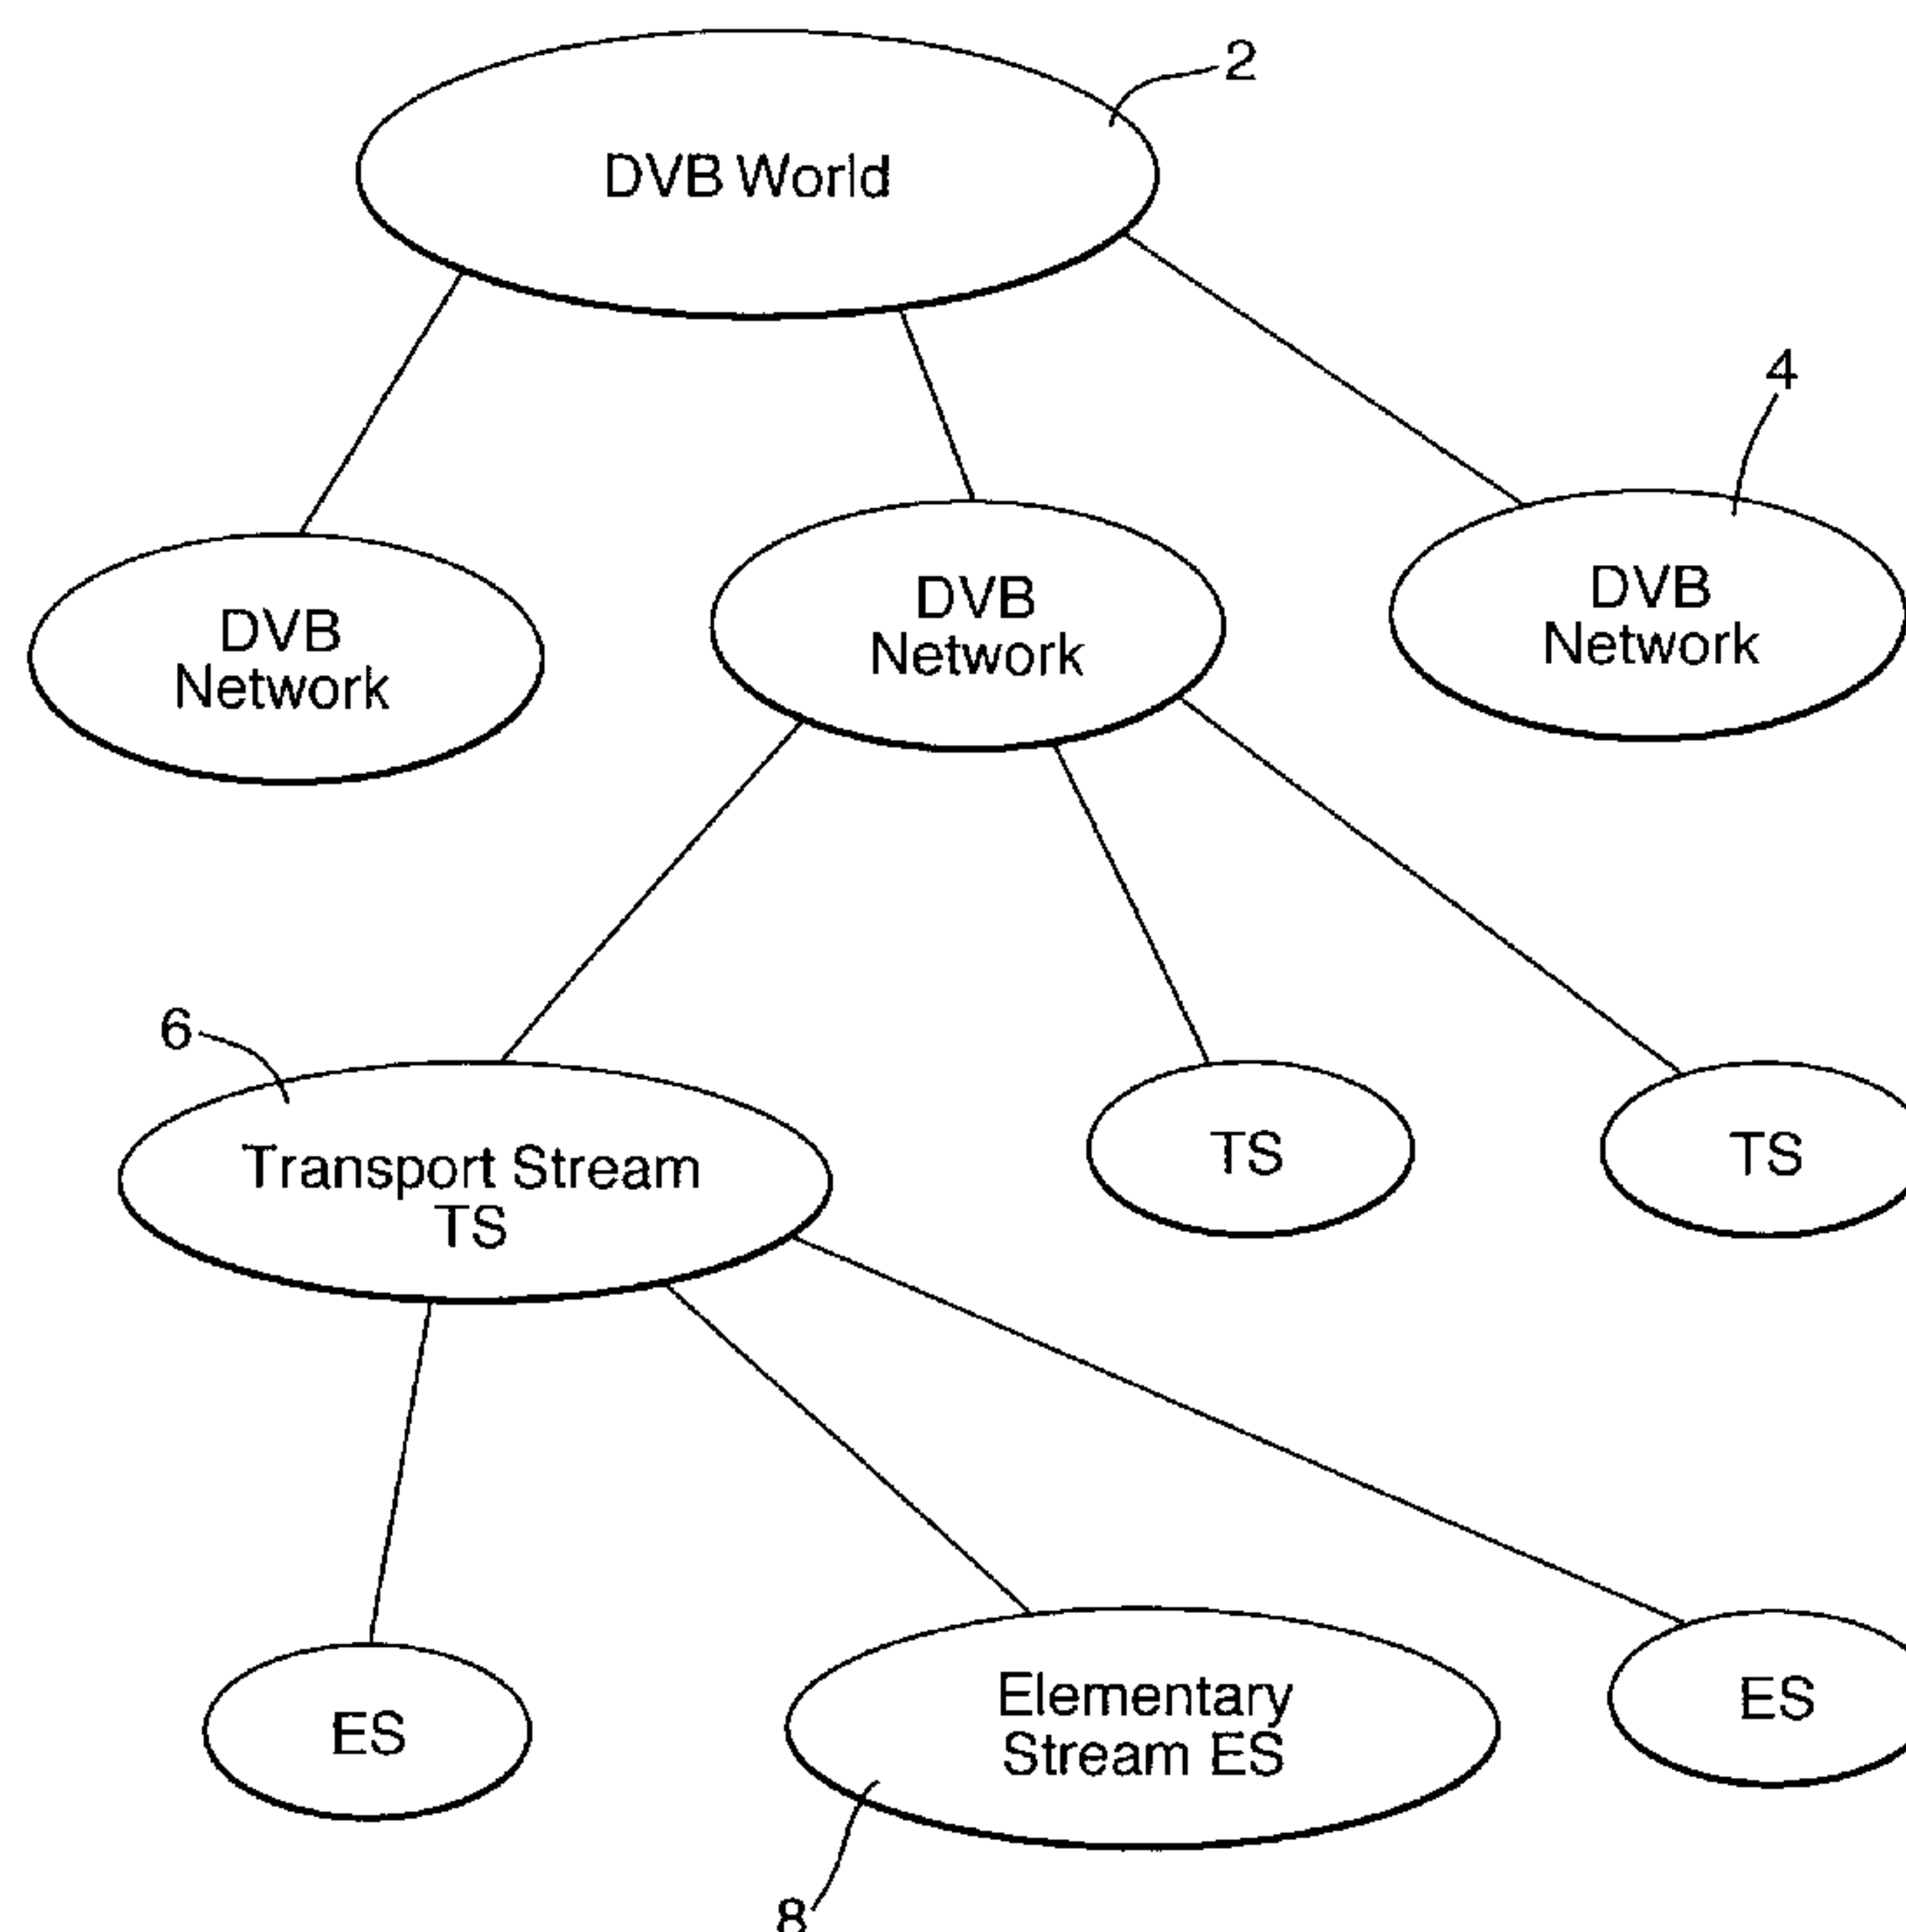 2
DVB World
4
DVB
Network
DVB
Network
DVB
Network
6
Transport Stream
TS
TS
TS
ES
Elementary
Stream ES
ES
8